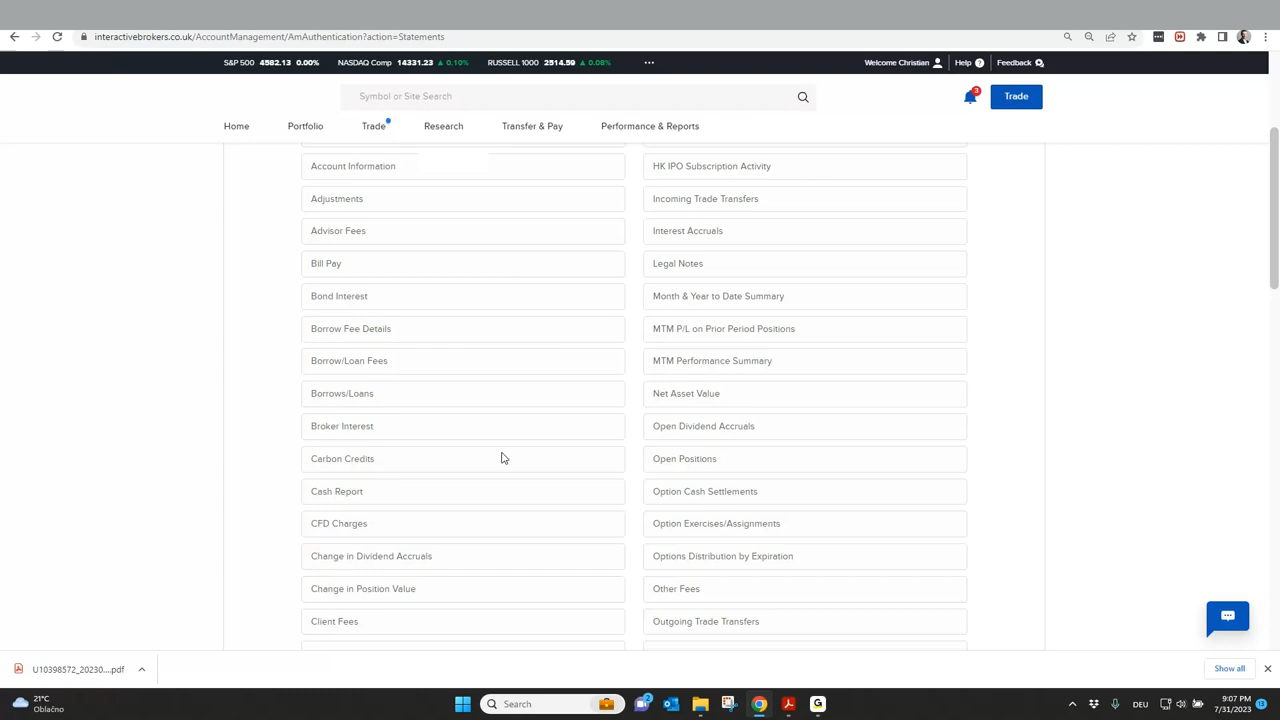 interactivebrokers.co.uk/AccountManagement/AmAuthentication?action=Statements
S&P 500 4582.13 0.00% NASDAQ Comp 14331.23 ▲ 0.10% RUSSELL 1000 2514.59 ▲ 0.08% ••• Welcome Christian Help Feedback
Symbol or Site Search 3 Trade
Home Portfolio Trade Research Transfer & Pay Performance & Reports
Account Information HK IPO Subscription Activity
Adjustments Incoming Trade Transfers
Advisor Fees Interest Accruals
Bill Pay Legal Notes
Bond Interest Month & Year to Date Summary
Borrow Fee Details MTM P/L on Prior Period Positions
Borrow/Loan Fees MTM Performance Summary
Borrows/Loans Net Asset Value
Broker Interest Open Dividend Accruals
Carbon Credits Open Positions
Cash Report Option Cash Settlements
CFD Charges Option Exercises/Assignments
Change in Dividend Accruals Options Distribution by Expiration
Change in Position Value Other Fees
Client Fees Outgoing Trade Transfers
U10398572_20230....pdf Show all
21°C Search 2 DEU 9:07 PM
Oblačno 7/31/2023